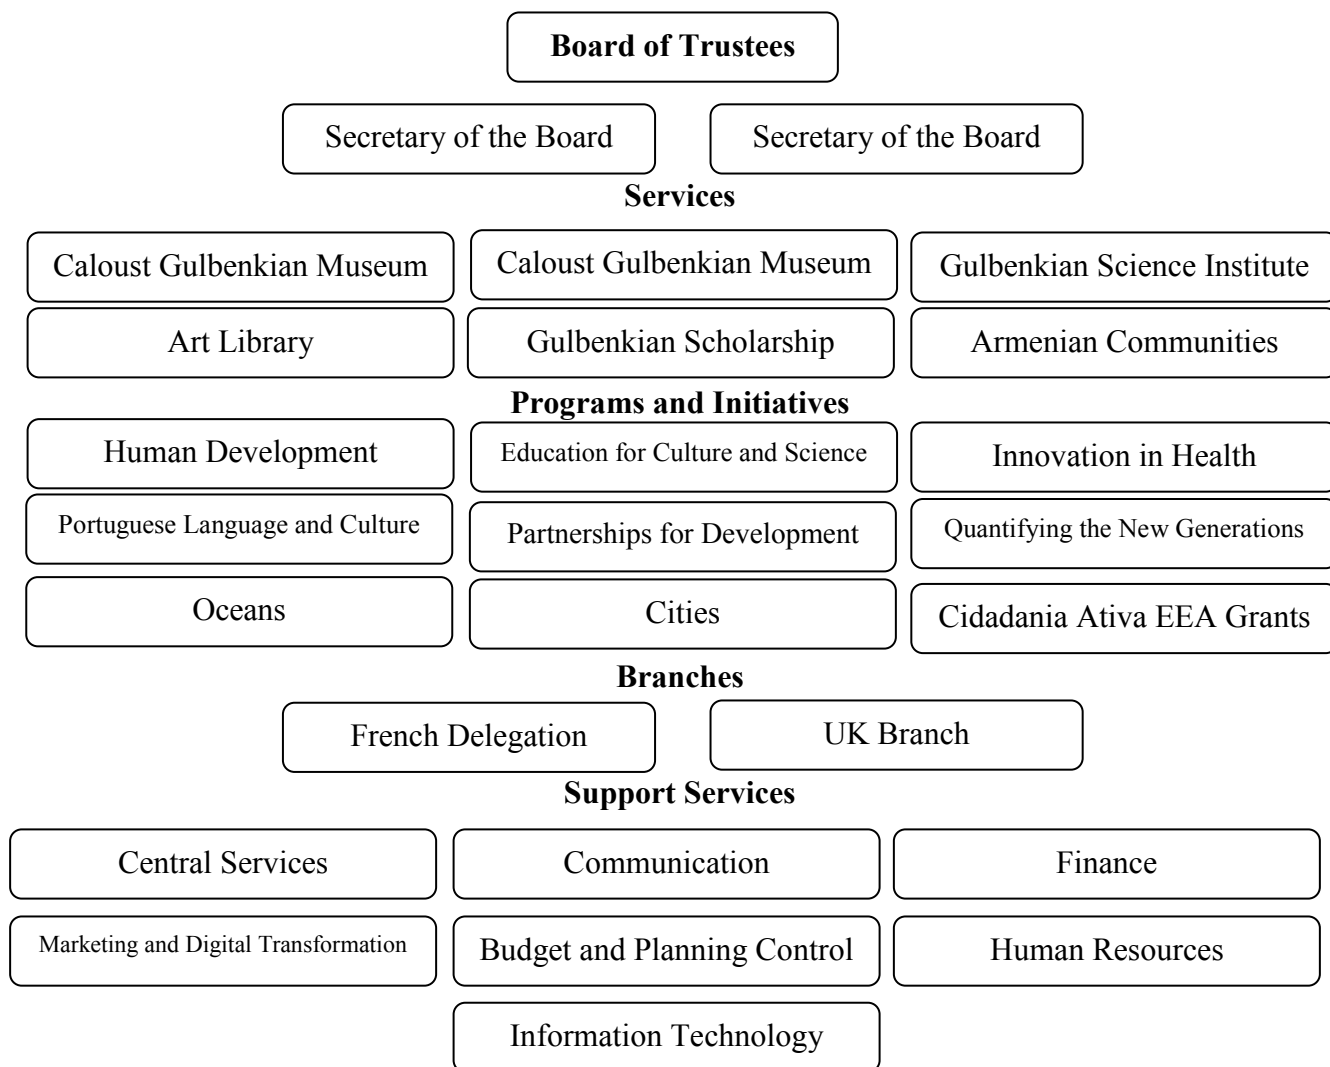 Board of Trustees
Secretary of the Board
Secretary of the Board
Services
Caloust Gulbenkian Museum
Caloust Gulbenkian Museum
Gulbenkian Science Institute
Art Library
Gulbenkian Scholarship
Armenian Communities
Programs and Initiatives
Human Development
Education for Culture and Science
Innovation in Health
Portuguese Language and Culture
Partnerships for Development
Quantifying the New Generations
Oceans
Cities
Cidadania Ativa EEA Grants
Branches
French Delegation
UK Branch
Support Services
Central Services
Communication
Finance
Marketing and Digital Transformation
Budget and Planning Control
Human Resources
Information Technology